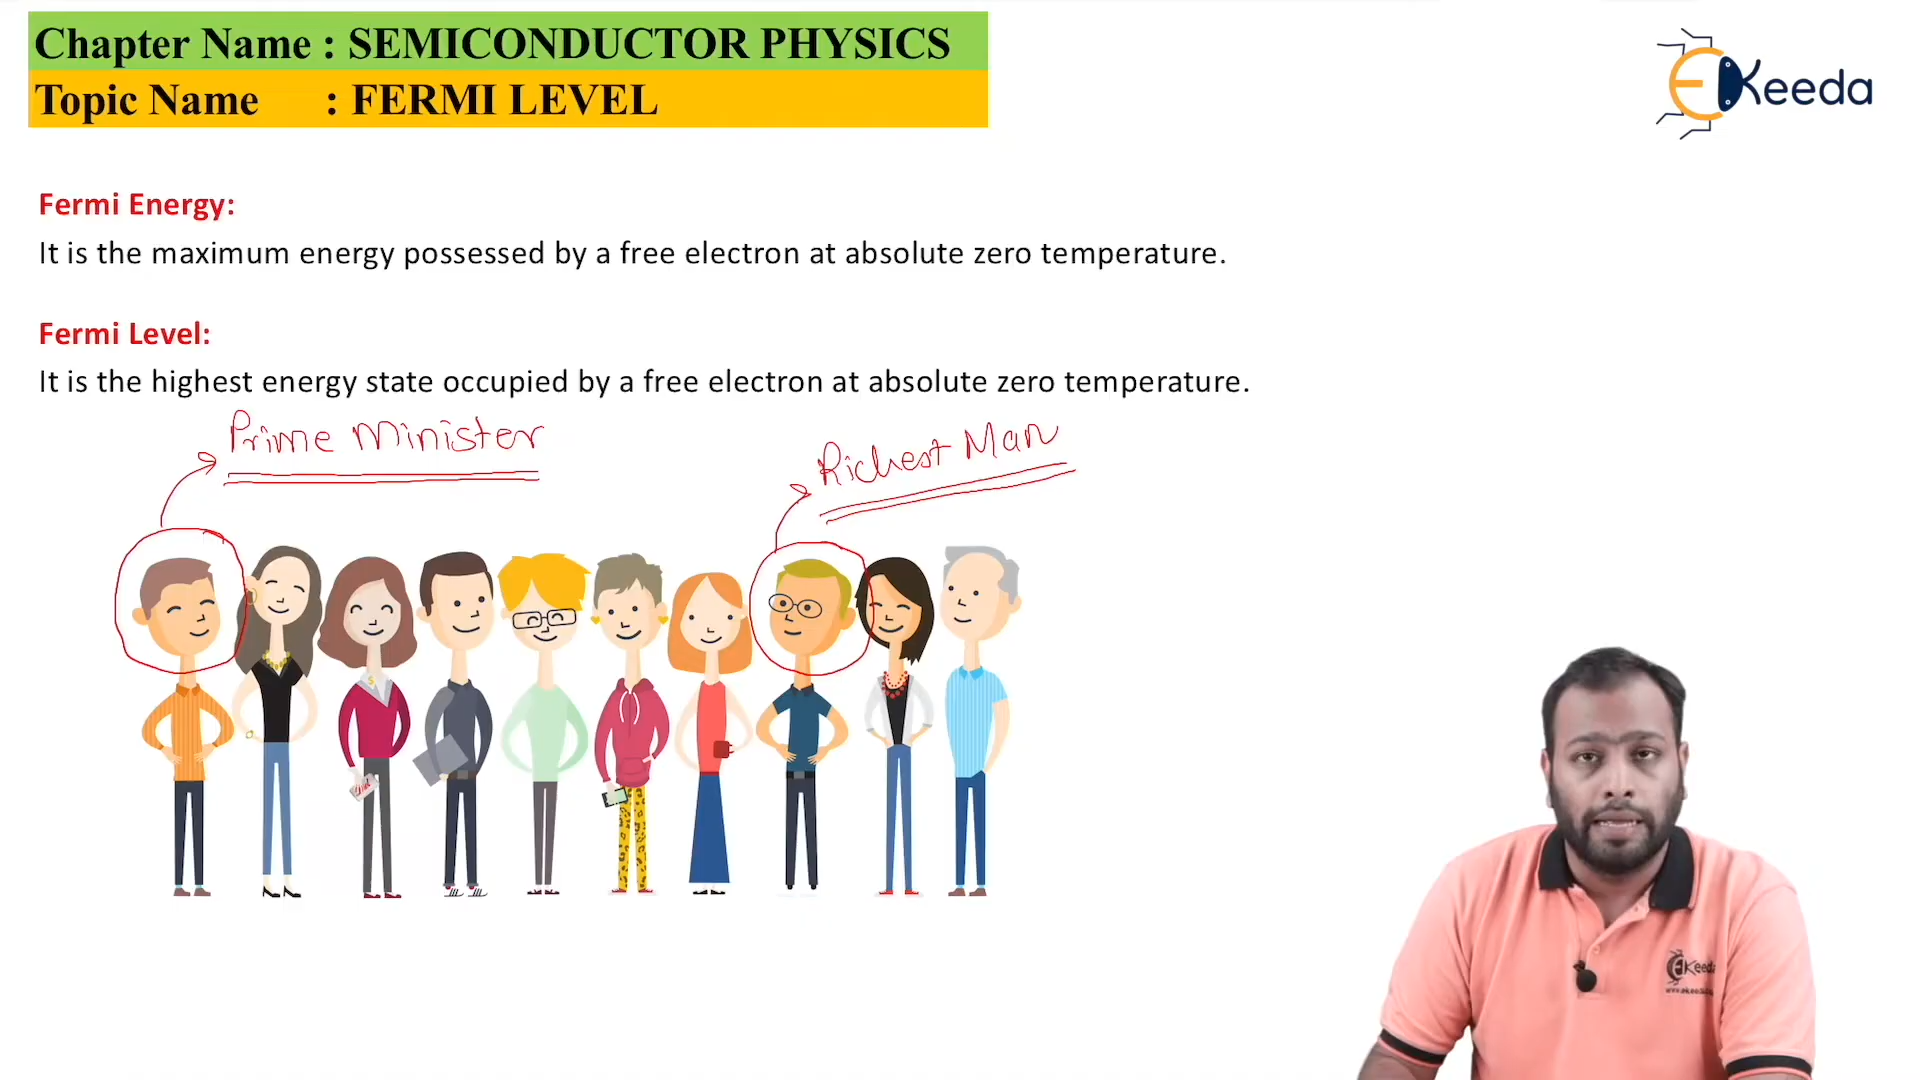 Chapter Name : SEMICONDUCTOR PHYSICS
Topic Name : FERMI LEVEL
EKeeda
Fermi Energy:
It is the maximum energy possessed by a free electron at absolute zero temperature.
Fermi Level:
It is the highest energy state occupied by a free electron at absolute zero temperature.
Prime Minister
Richest Man
EKeeda